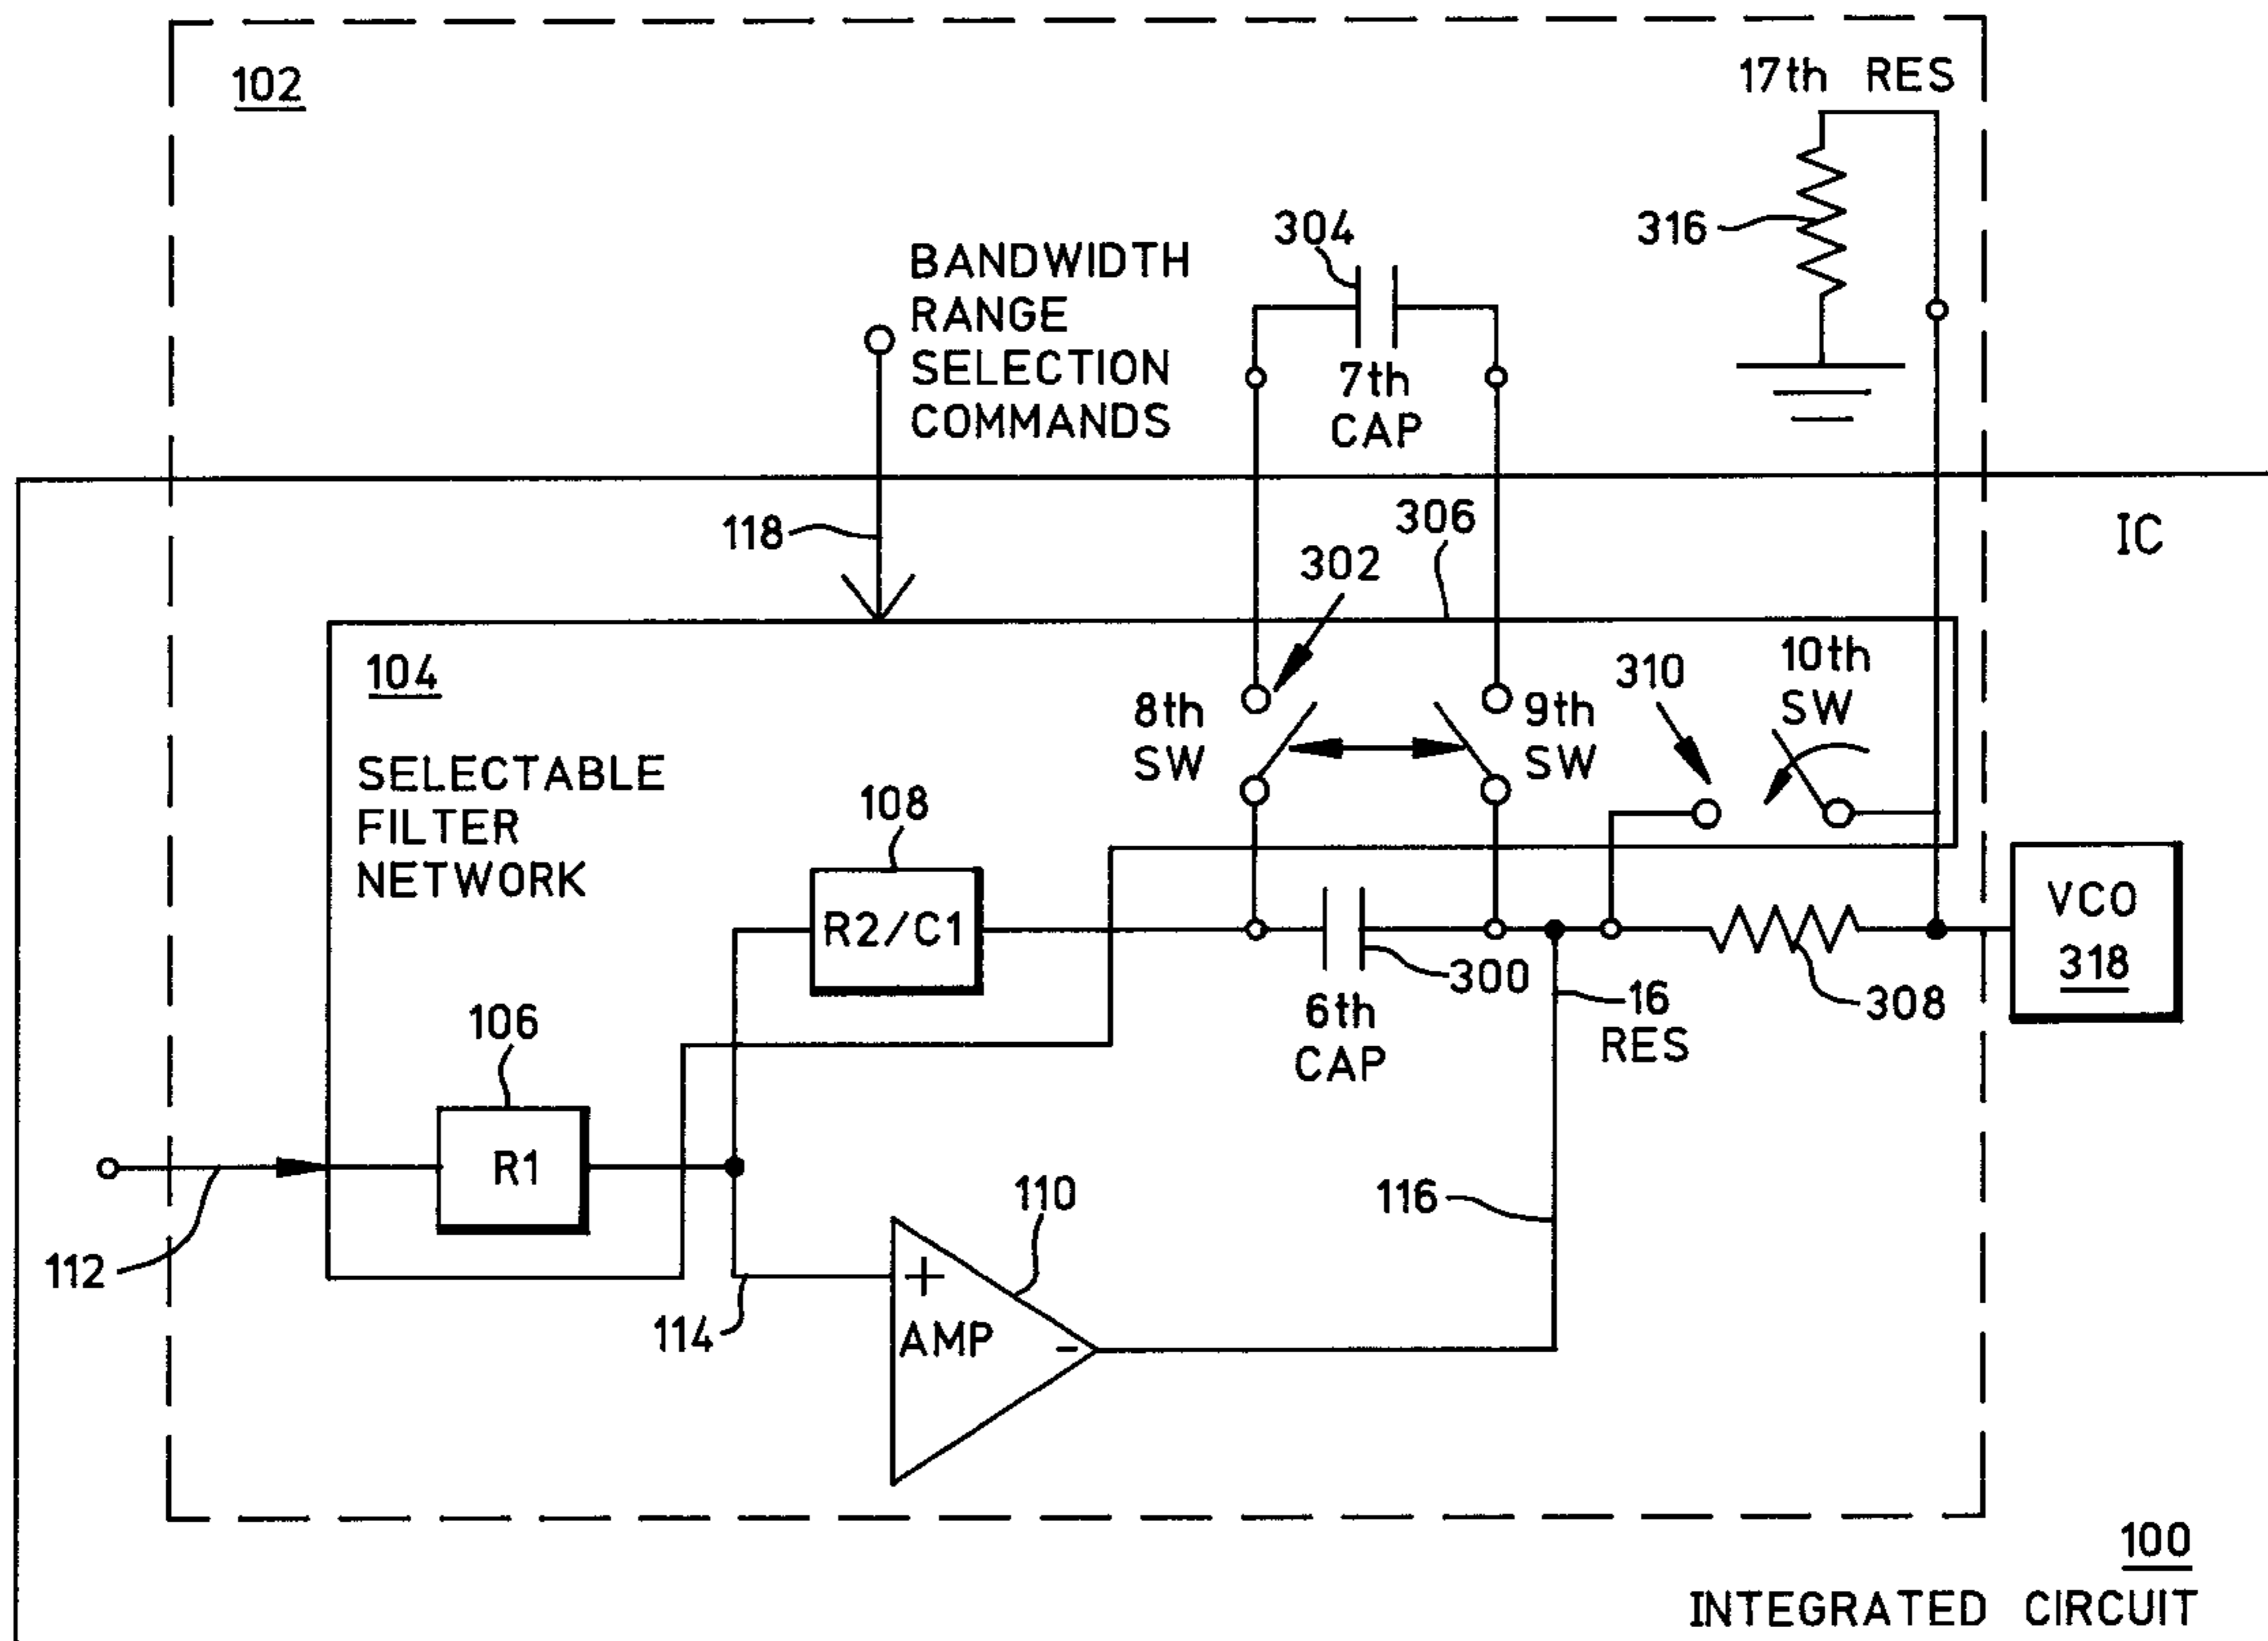 102
17th RES
316
304
BANDWIDTH
RANGE
SELECTION
COMMANDS
7th
CAP
118
306
IC
302
104
310
10th
SW
8th
SW
9th
SW
SELECTABLE
FILTER
NETWORK
108
R2/C1
VCO
318
300
16
RES
308
6th
CAP
106
R1
110
116
112
114
+
AMP
-
100
INTEGRATED CIRCUIT